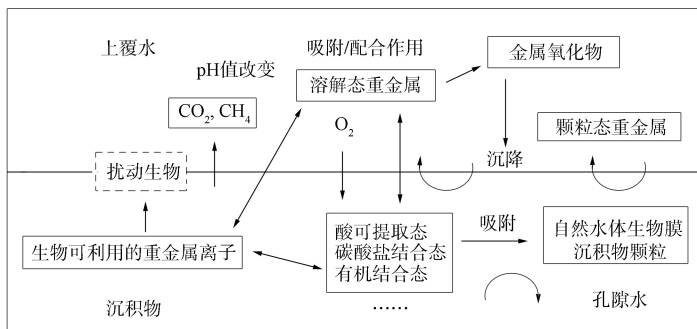 上覆水
吸附/配合作用
金属氧化物
pH值改变
溶解态重金属
CO2, CH4
O2
颗粒态重金属
扰动生物
沉降
生物可利用的重金属离子
酸可提取态
碳酸盐结合态
有机结合态
……
吸附
自然水体生物膜
沉积物颗粒
沉积物
孔隙水